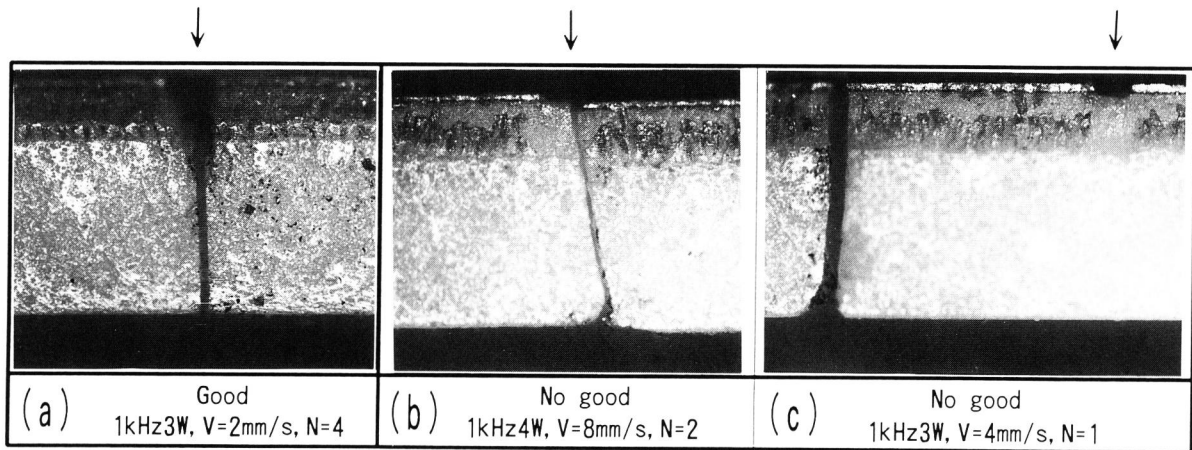 (a)
Good
1kHz3W, V=2mm/s, N=4
(b)
No good
1kHz4W, V=8mm/s, N=2
(c)
No good
1kHz3W, V=4mm/s, N=1